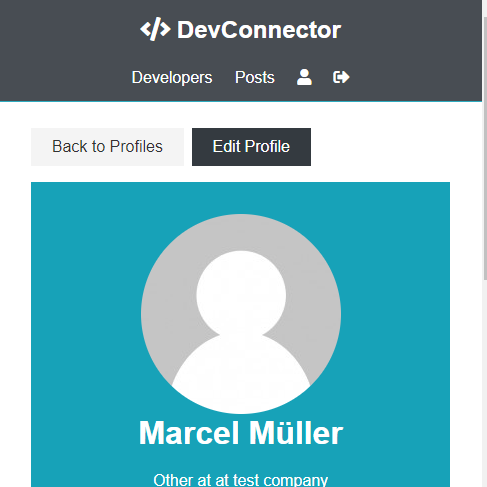 </> DevConnector
Developers Posts
Back to Profiles Edit Profile
Marcel Müller
Other at at test company